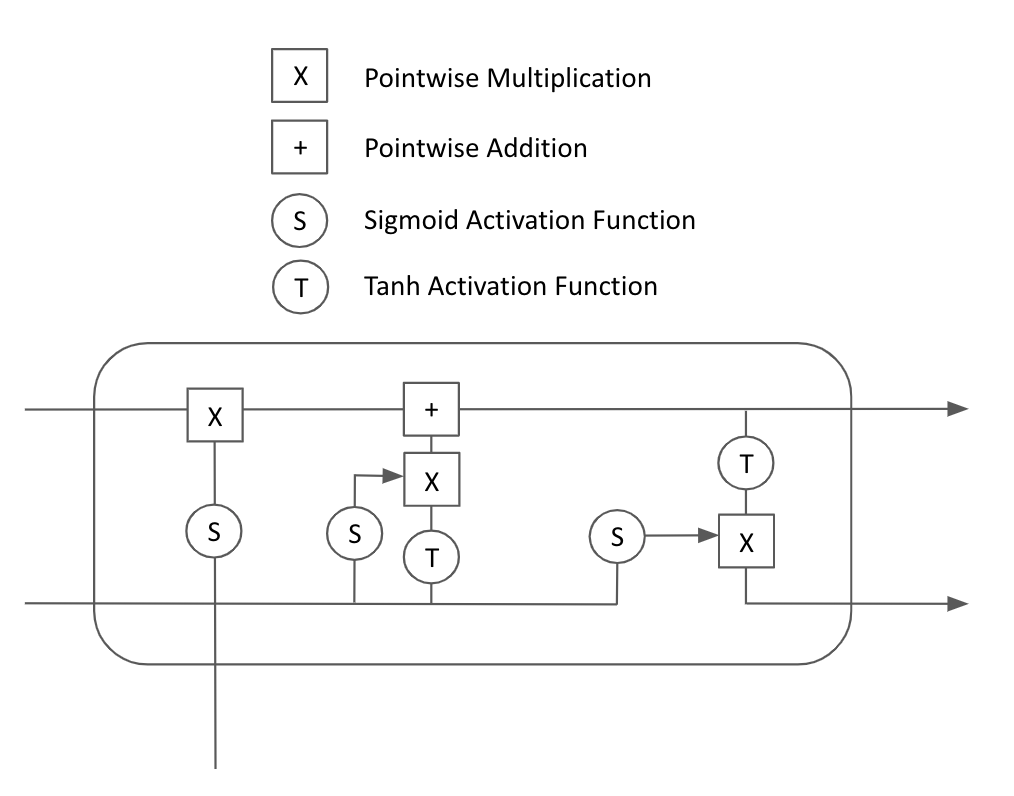 X Pointwise Multiplication
+ Pointwise Addition
S Sigmoid Activation Function
T Tanh Activation Function
X
+
X
T
S
S
T
S
X